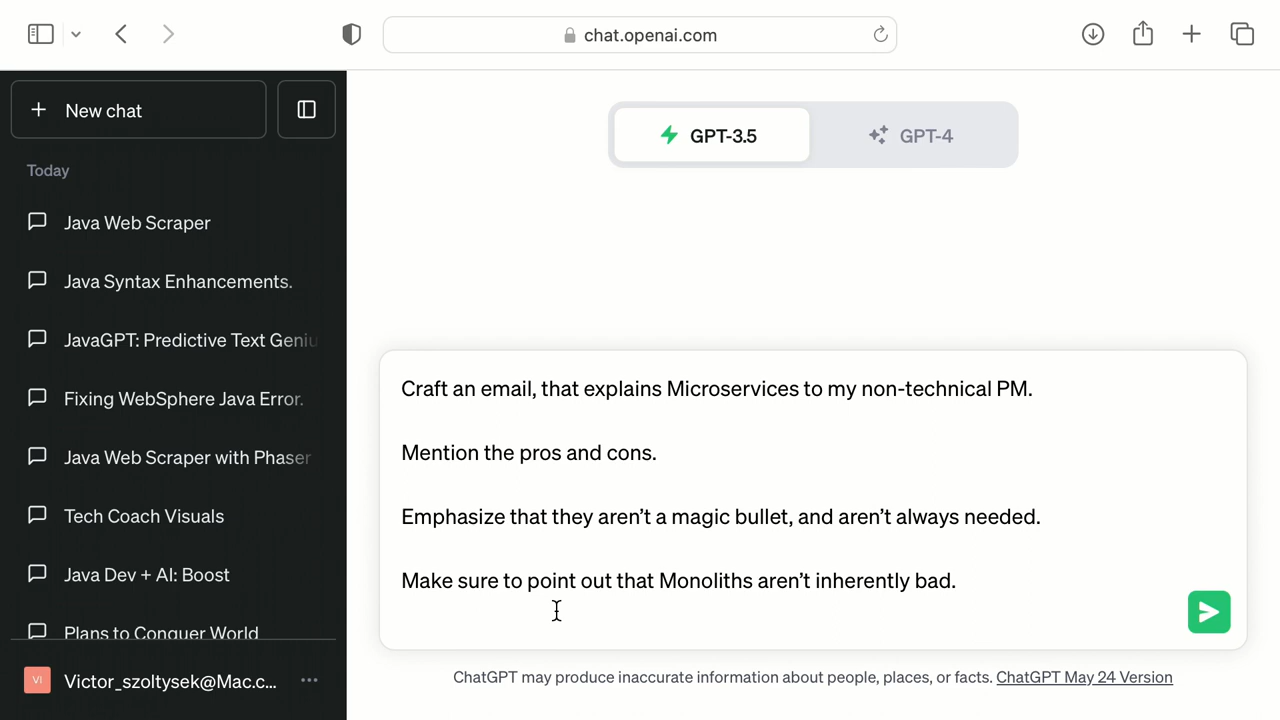 chat.openai.com
New chat
GPT-3.5
GPT-4
Today
Java Web Scraper
Java Syntax Enhancements.
JavaGPT: Predictive Text Geniu
Fixing WebSphere Java Error.
Java Web Scraper with Phaser
Tech Coach Visuals
Java Dev + AI: Boost
Plans to Conquer World
VI
Victor_szoltysek@Mac.c...
Craft an email, that explains Microservices to my non-technical PM.
Mention the pros and cons.
Emphasize that they aren’t a magic bullet, and aren’t always needed.
Make sure to point out that Monoliths aren’t inherently bad.
ChatGPT may produce inaccurate information about people, places, or facts. ChatGPT May 24 Version